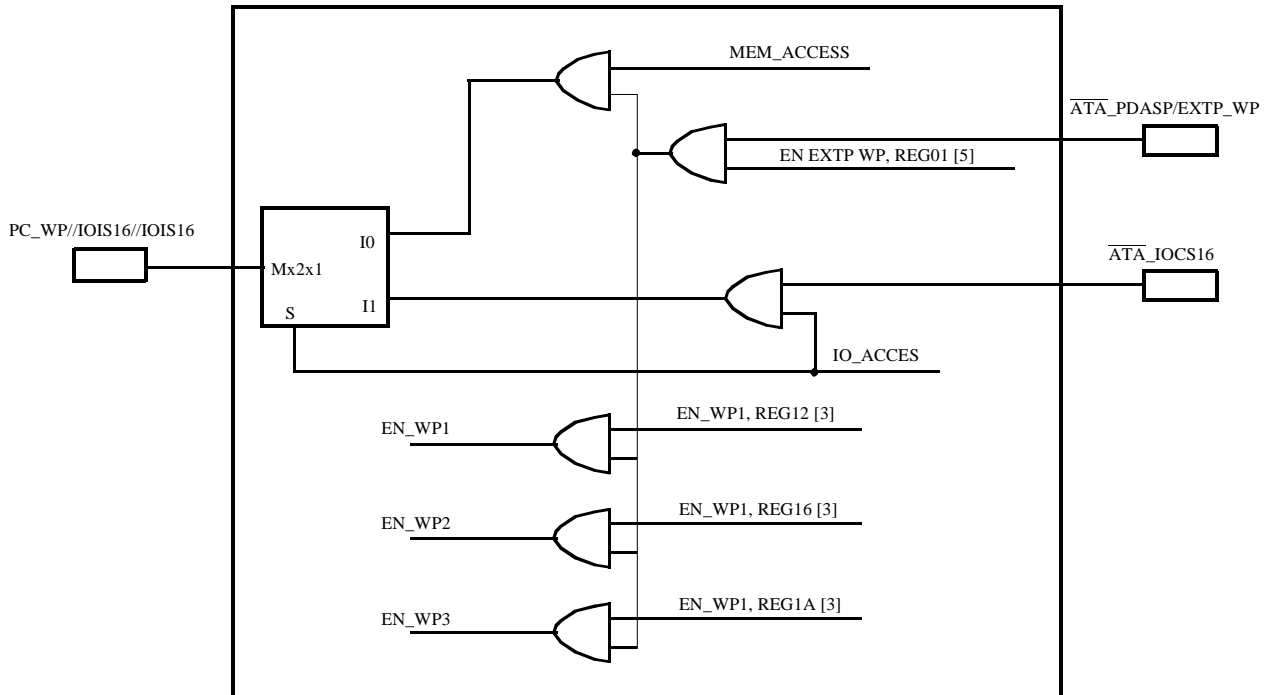 MEM_ACCESS
ATA_PDASP/EXTP_WP
EN EXTP WP, REG01 [5]
PC_WP//IOIS16//IOIS16
I0
ATA_IOCS16
Mx2x1
I1
S
IO_ACCES
EN_WP1, REG12 [3]
EN_WP1
EN_WP1, REG16 [3]
EN_WP2
EN_WP1, REG1A [3]
EN_WP3